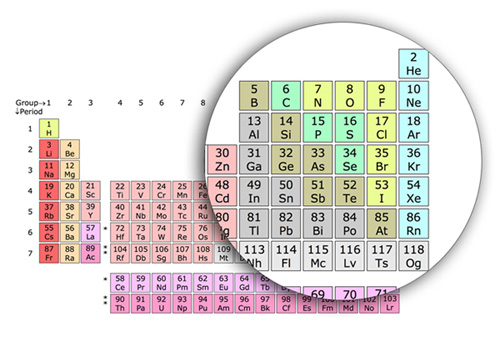 Group→1 2 3 4 5 6 7 8
↓Period
2
He
1 1 5 6 7 8 9 10
H B C N O F Ne
2 3 4 13 14 15 16 17 18
Li Be Al Si P S Cl Ar
3 11 12 30 31 32 33 34 35 36
Na Mg Zn Ga Ge As Se Br Kr
4 19 20 21 22 23 24 25 26 48 49 50 51 52 53 54
K Ca Sc Ti V Cr Mn Fe Cd In Sn Sb Te I Xe
5 37 38 39 40 41 42 43 44 80 81 82 83 84 85 86
Rb Sr Y Zr Nb Mo Tc Ru Hg Tl Pb Bi Po At Rn
6 55 56 57 * 72 73 74 75 76
Cs Ba La Hf Ta W Re Os
7 87 88 89 * 104 105 106 107 108 109 113 114 115 116 117 118
Fr Ra Ac * Rf Db Sg Bh Hs Mt Nh Fl Mc Lv Ts Og
* 58 59 60 61 62 63 64 65 69 70 71
Ce Pr Nd Pm Sm Eu Gd Tb
* 90 91 92 93 94 95 96 97 98 99 100 101 102 103
* Th Pa U Np Pu Am Cm Bk Cf Es Fm Md No Lr